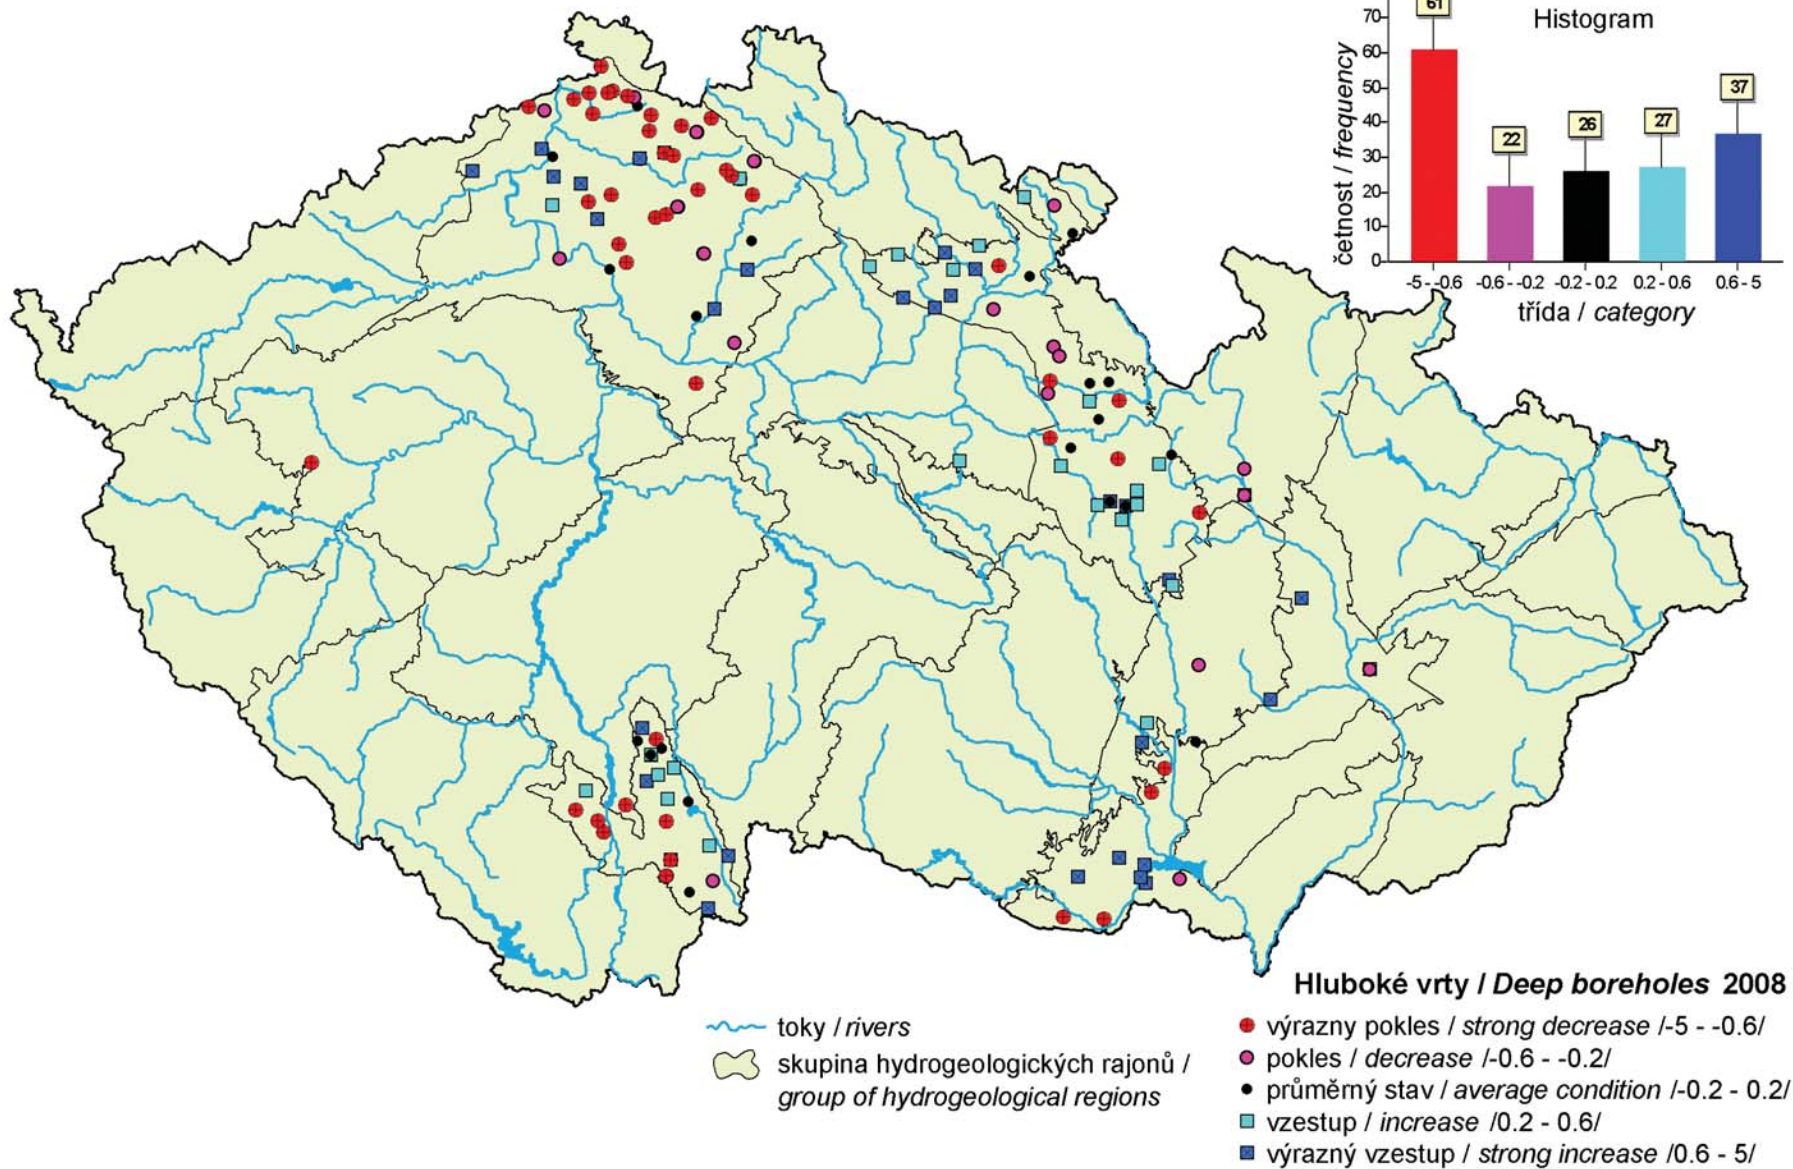 61
Histogram
70
60
50
40
30
20
10
0
četnost / frequency
22
26
27
37
-5 - -0.6
-0.6 - -0.2
-0.2 - 0.2
0.2 - 0.6
0.6 - 5
třída / category
Hluboké vrty / Deep boreholes 2008
toky / rivers
skupina hydrogeologických rajonů /
group of hydrogeological regions
výrazny pokles / strong decrease /-5 - -0.6/
pokles / decrease /-0.6 - -0.2/
průměrný stav / average condition /-0.2 - 0.2/
vzestup / increase /0.2 - 0.6/
výrazný vzestup / strong increase /0.6 - 5/